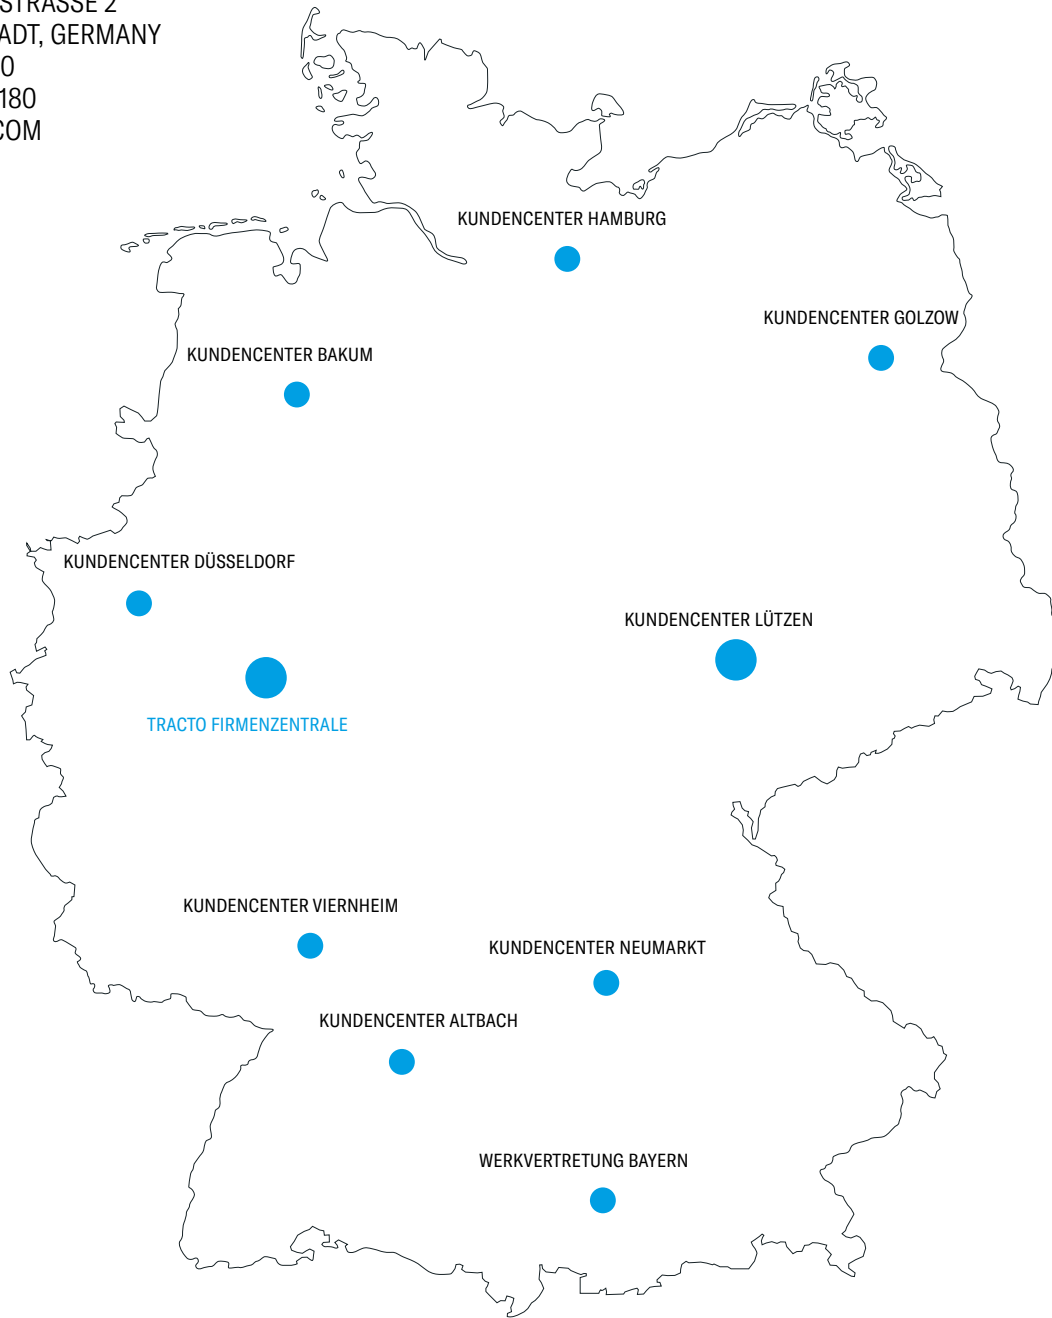 STRASSE 2
ADT, GERMANY
0
180
COM
KUNDENCENTER HAMBURG
KUNDENCENTER GOLZOW
KUNDENCENTER BAKUM
KUNDENCENTER DÜSSELDORF
KUNDENCENTER LÜTZEN
TRACTO FIRMENZENTRALE
KUNDENCENTER VIERNHEIM
KUNDENCENTER NEUMARKT
KUNDENCENTER ALTBACH
WERKVERTRETUNG BAYERN